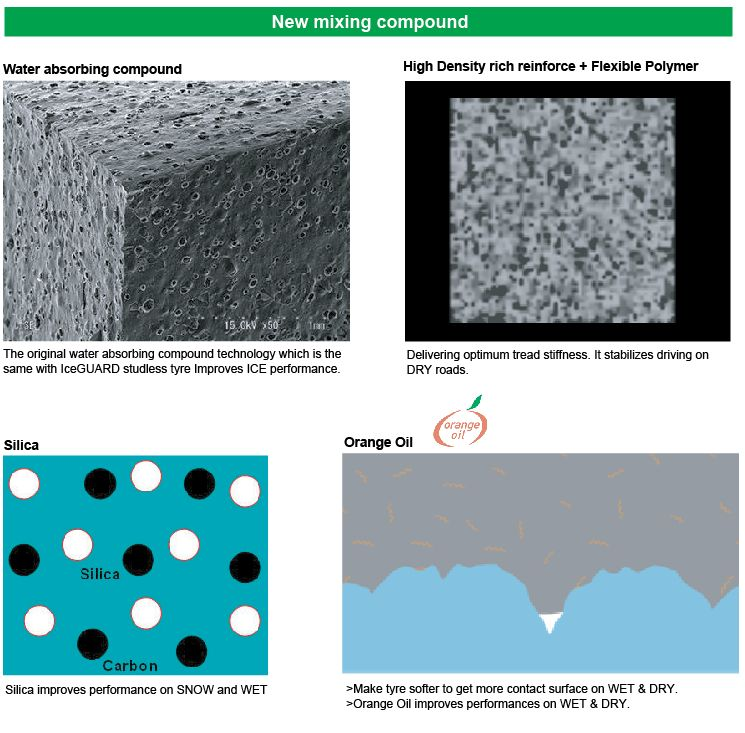 New mixing compound
Water absorbing compound
High Density rich reinforce + Flexible Polymer
15.0kV x50 1mm
The original water absorbing compound technology which is the
same with IceGUARD studless tyre Improves ICE performance.
Delivering optimum tread stiffness. It stabilizes driving on
DRY roads.
Silica
Orange Oil
orange
oil
Silica
Carbon
Silica improves performance on SNOW and WET
>Make tyre softer to get more contact surface on WET & DRY.
>Orange Oil improves performances on WET & DRY.